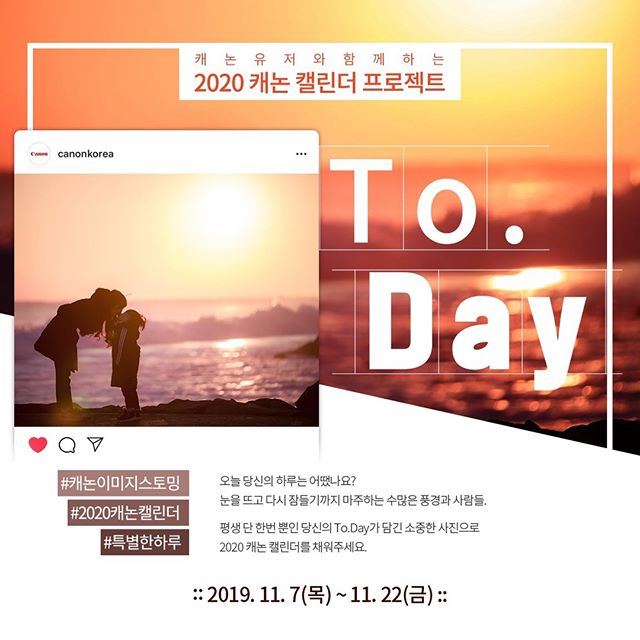 캐논유저와함께하는
2020 캐논 캘린더 프로젝트
Canon
canonkorea
To.
Day
#캐논이미지스토밍
#2020캐논캘린더
#특별한하루
오늘 당신의 하루는 어땠나요?
눈을 뜨고 다시 잠들기까지 마주하는 수많은 풍경과 사람들.
평생 단 한번 뿐인 당신의 To.Day가 담긴 소중한 사진으로
2020 캐논 캘린더를 채워주세요.
:: 2019. 11. 7(목) ~ 11. 22(금) ::